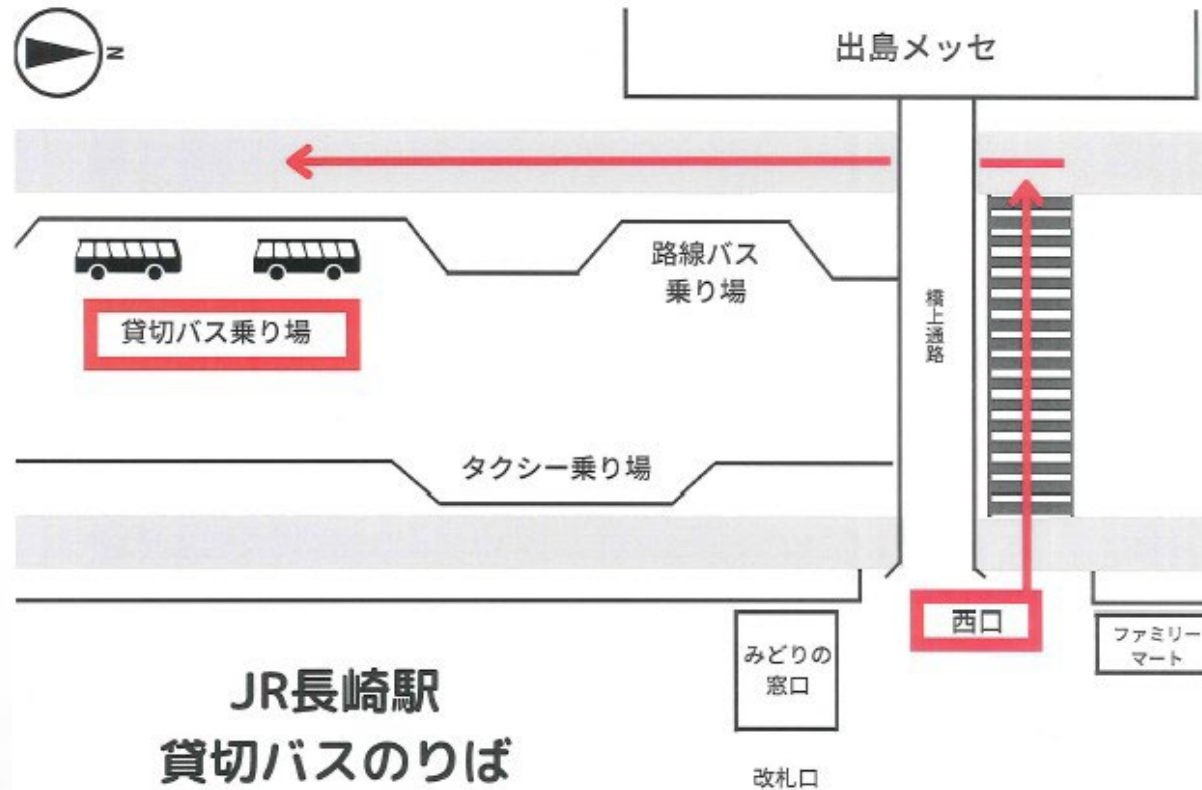 出島メッセ
N
路線バス
乗り場
橋上通路
貸切バス乗り場
タクシー乗り場
西口
ファミリー
マート
みどりの
窓口
JR長崎駅
貸切バスのりば
改札口